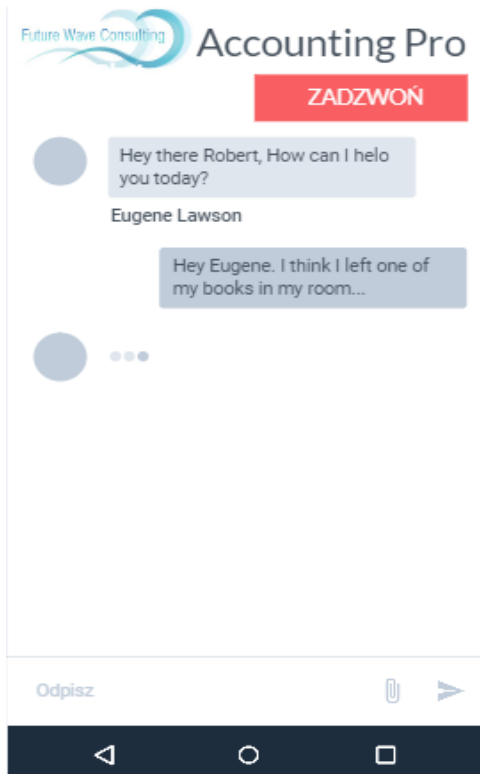 Future Wave Consulting
Accounting Pro
ZADZWOŃ
Hey there Robert, How can I helo
you today?
Eugene Lawson
Hey Eugene. I think I left one of
my books in my room...
Odpisz